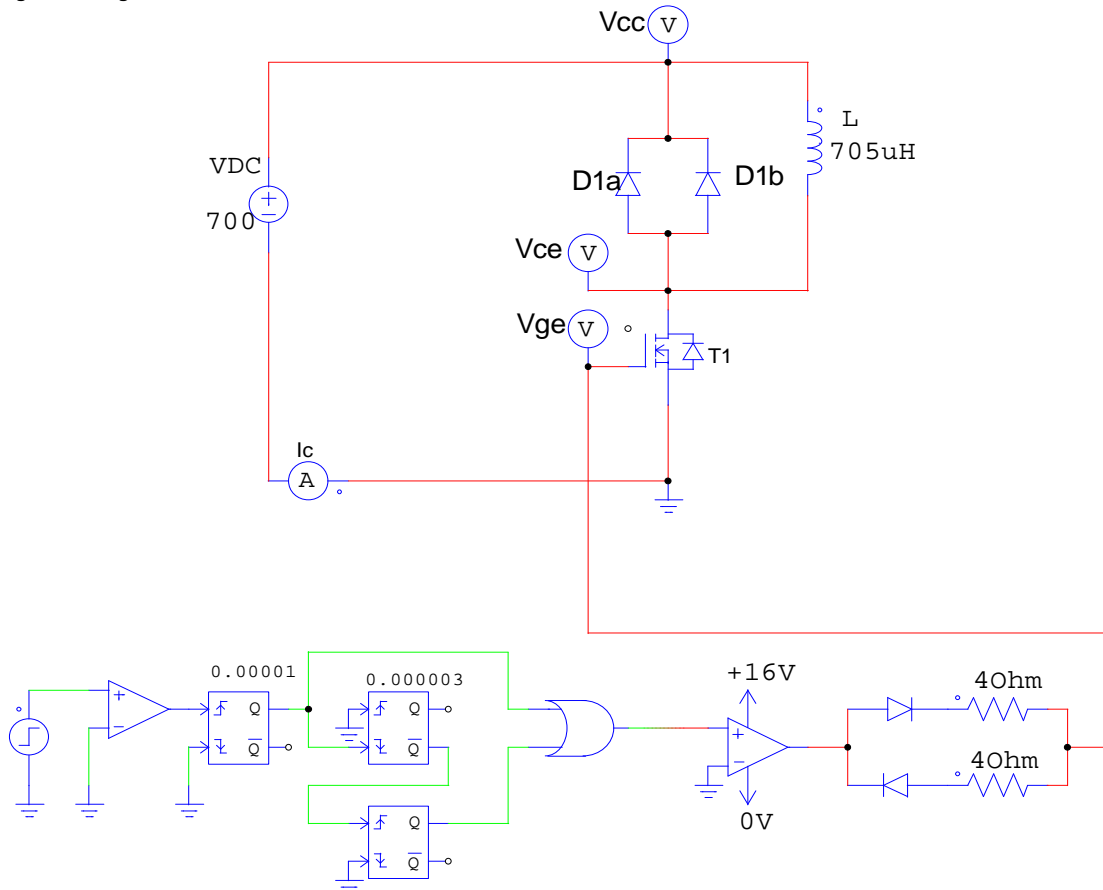 Vcc
V
L
705uH
VDC
+
−
700
D1a
D1b
Vce
V
Vge
V
T1
Ic
A
0.00001
0.000003
+
−
Q
Q
Q
Q
Q
Q
+16V
+
−
0V
4Ohm
4Ohm